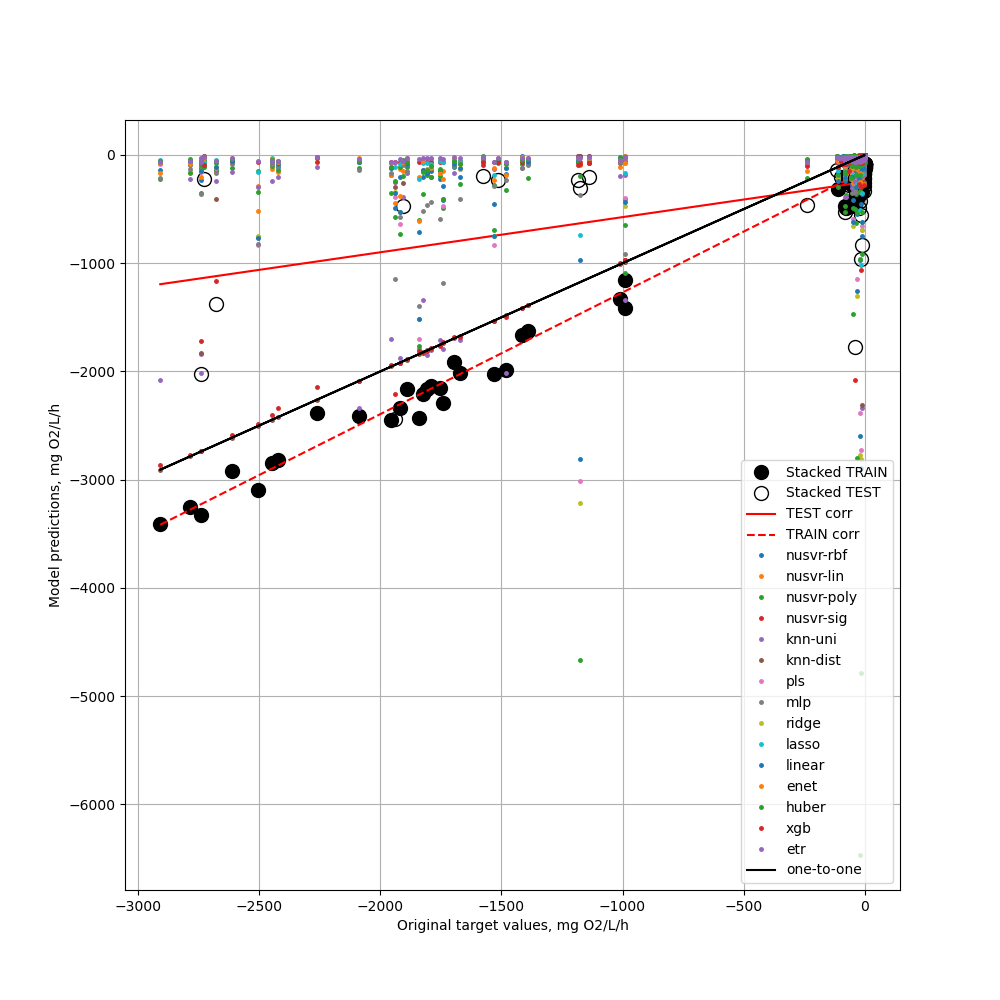 0
−1000
−2000
−3000
−4000
−5000
−6000
Model predictions, mg O2/L/h
−3000 −2500 −2000 −1500 −1000 −500 0
Original target values, mg O2/L/h
Stacked TRAIN
Stacked TEST
TEST corr
TRAIN corr
nusvr-rbf
nusvr-lin
nusvr-poly
nusvr-sig
knn-uni
knn-dist
pls
mlp
ridge
lasso
linear
enet
huber
xgb
etr
one-to-one